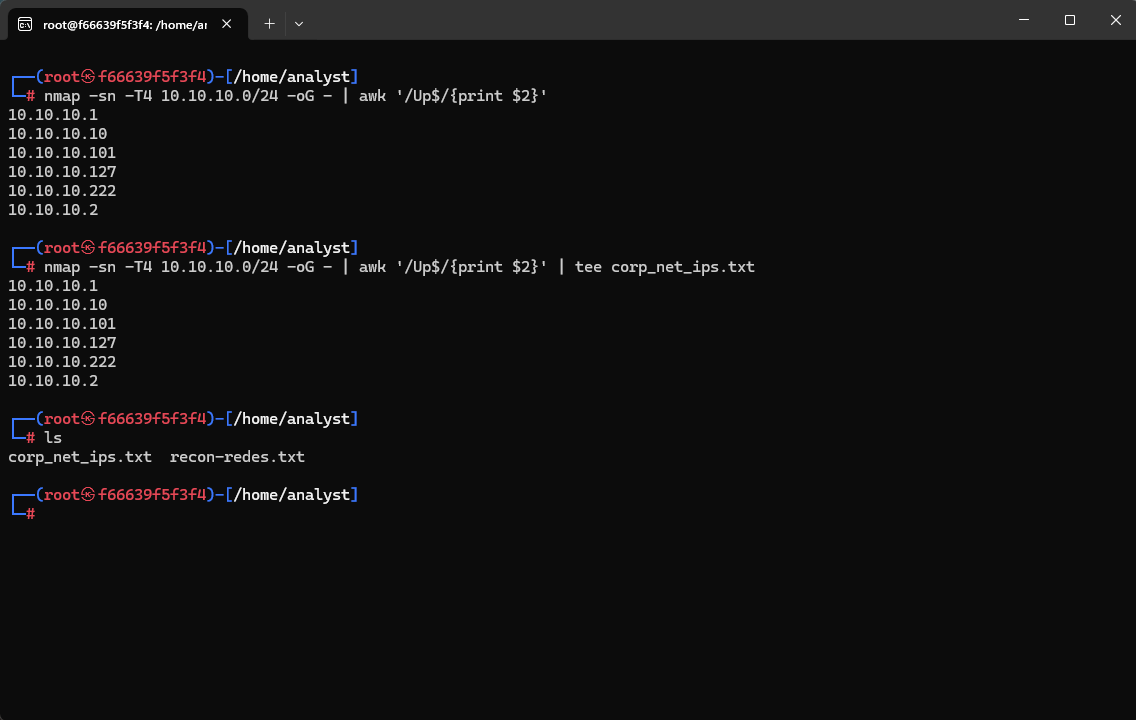 root@f66639f5f3f4: /home/ar
┌──(root㉿f66639f5f3f4)-[/home/analyst]
└─# nmap -sn -T4 10.10.10.0/24 -oG - | awk '/Up$/{print $2}'
10.10.10.1
10.10.10.10
10.10.10.101
10.10.10.127
10.10.10.222
10.10.10.2
┌──(root㉿f66639f5f3f4)-[/home/analyst]
└─# nmap -sn -T4 10.10.10.0/24 -oG - | awk '/Up$/{print $2}' | tee corp_net_ips.txt
10.10.10.1
10.10.10.10
10.10.10.101
10.10.10.127
10.10.10.222
10.10.10.2
┌──(root㉿f66639f5f3f4)-[/home/analyst]
└─# ls
corp_net_ips.txt  recon-redes.txt
┌──(root㉿f66639f5f3f4)-[/home/analyst]
└─#